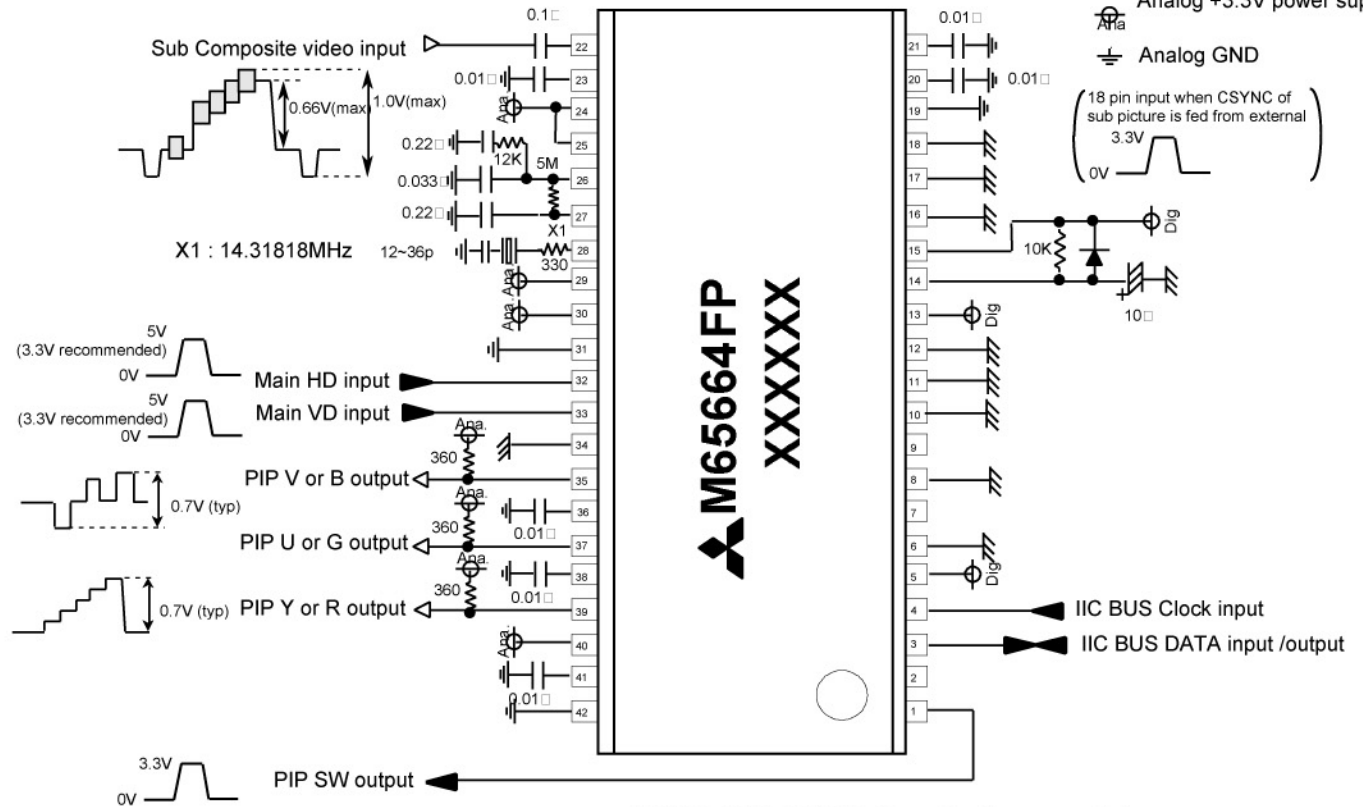 0.1□
0.01□
Analog +3.3V power sup
Ana
Sub Composite video input
22
21
0.01□
23
20
0.01□
Analog GND
0.66V(max)
1.0V(max)
Ana.
24
19
18 pin input when CSYNC of
sub picture is fed from external
3.3V
0V
0.22□
12K
25
18
5M
0.033□
26
17
0.22□
27
16
X1 : 14.31818MHz
12~36p
X1
330
28
15
10K
Dig
Ana.
29
14
10□
Ana.
30
13
Dig
31
12
5V
(3.3V recommended)
0V
Main HD input
32
11
5V
(3.3V recommended)
0V
Main VD input
33
10
M65664FP
XXXXXX
Ana.
360
34
9
PIP V or B output
35
8
0.7V (typ)
Ana.
360
0.01□
36
7
PIP U or G output
37
6
Ana.
360
0.01□
38
5
Dig
0.7V (typ)
PIP Y or R output
39
4
IIC BUS Clock input
Ana.
40
3
IIC BUS DATA input /output
0.01□
41
2
42
1
3.3V
0V
PIP SW output